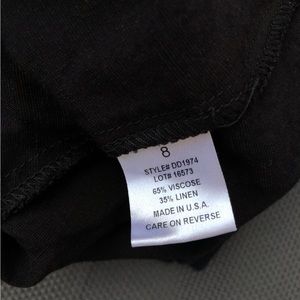 8
STYLE# DD1974
LOT# 16573
65% VISCOSE
35% LINEN
MADE IN U.S.A.
CARE ON REVERSE